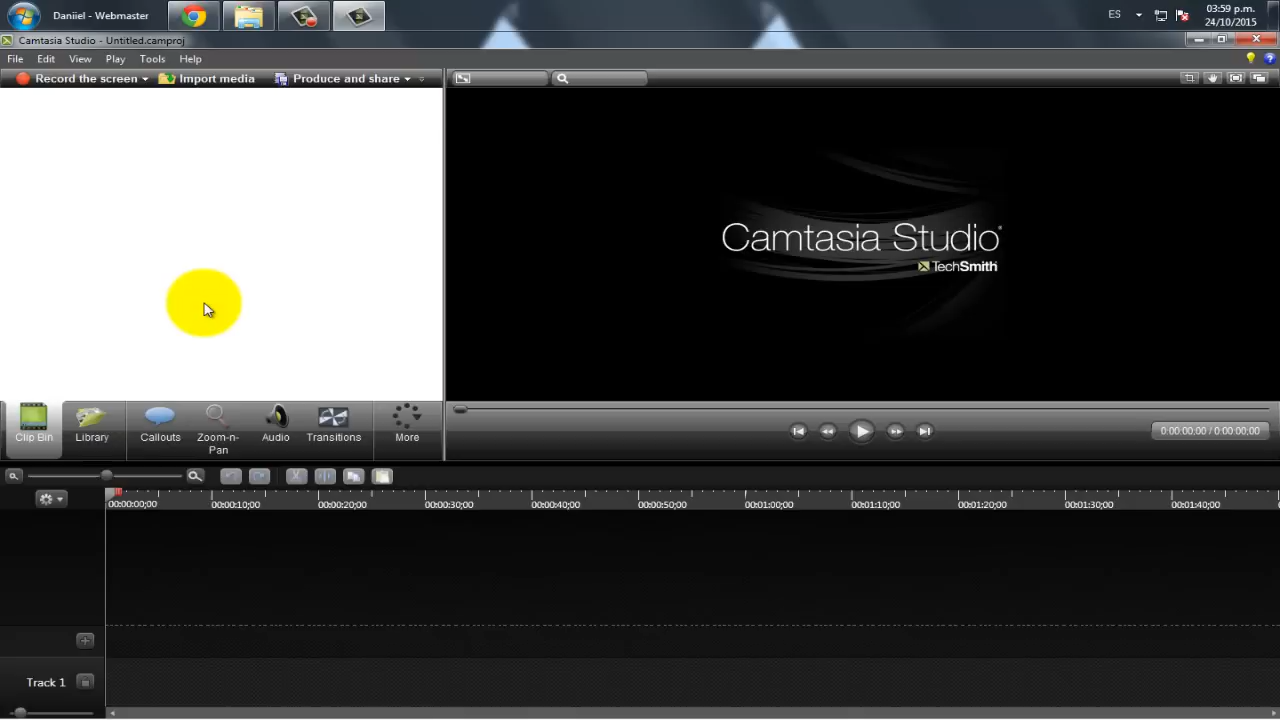 Daniiel - Webmaster
ES
03:59 p.m.
24/10/2015
Camtasia Studio - Untitled.camproj
File Edit View Play Tools Help
Record the screen Import media Produce and share
Camtasia Studio
TechSmith
Clip Bin Library Callouts Zoom-n-Pan Audio Transitions More
0:00:00;00 / 0:00:00;00
00:00:00;00 00:00:10;00 00:00:20;00 00:00:30;00 00:00:40;00 00:00:50;00 00:01:00;00 00:01:10;00 00:01:20;00 00:01:30;00 00:01:40;00
Track 1